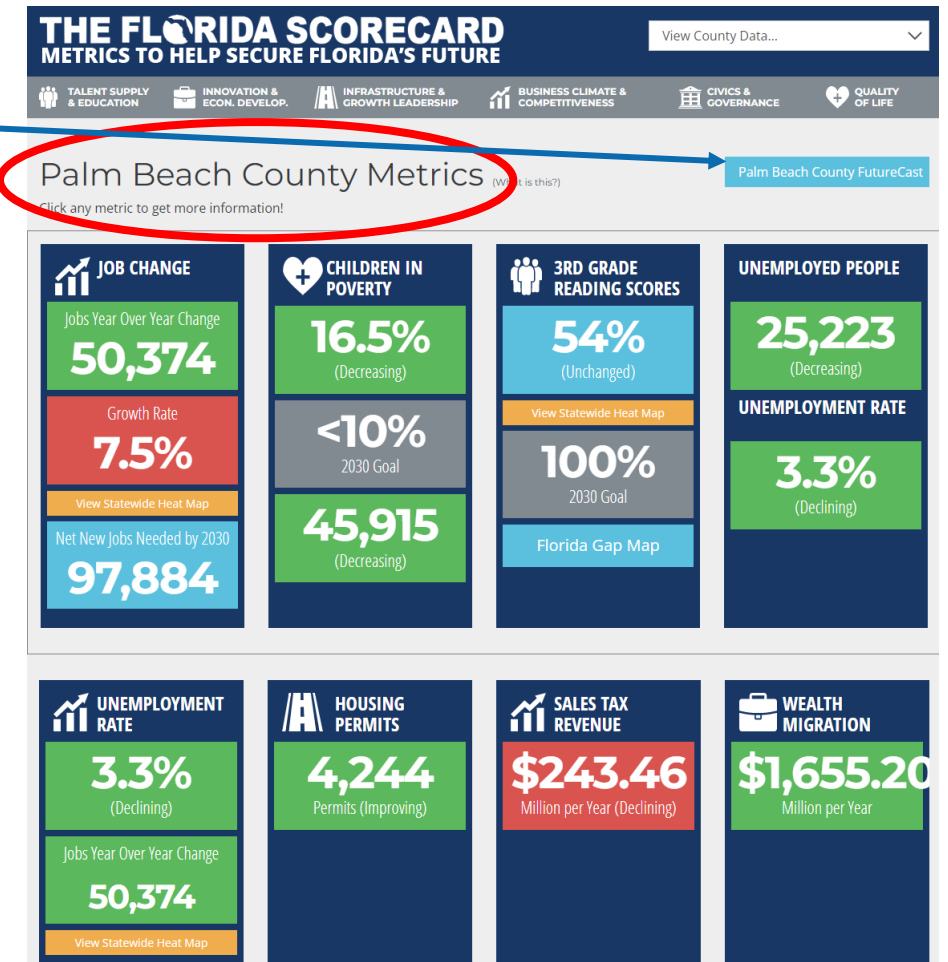 THE FLORIDA SCORECARD
METRICS TO HELP SECURE FLORIDA'S FUTURE
View County Data...
TALENT SUPPLY
& EDUCATION
INNOVATION &
ECON. DEVELOP.
INFRASTRUCTURE &
GROWTH LEADERSHIP
BUSINESS CLIMATE &
COMPETITIVENESS
CIVICS &
GOVERNANCE
QUALITY
OF LIFE
Palm Beach County Metrics (What is this?)
Click any metric to get more information!
Palm Beach County FutureCast
JOB CHANGE
Jobs Year Over Year Change
50,374
Growth Rate
7.5%
View Statewide Heat Map
Net New Jobs Needed by 2030
97,884
CHILDREN IN
POVERTY
16.5%
(Decreasing)
<10%
2030 Goal
45,915
(Decreasing)
3RD GRADE
READING SCORES
54%
(Unchanged)
View Statewide Heat Map
100%
2030 Goal
Florida Gap Map
UNEMPLOYED PEOPLE
25,223
(Decreasing)
UNEMPLOYMENT RATE
3.3%
(Declining)
UNEMPLOYMENT
RATE
3.3%
(Declining)
Jobs Year Over Year Change
50,374
View Statewide Heat Map
HOUSING
PERMITS
4,244
Permits (Improving)
SALES TAX
REVENUE
$243.46
Million per Year (Declining)
WEALTH
MIGRATION
$1,655.20
Million per Year